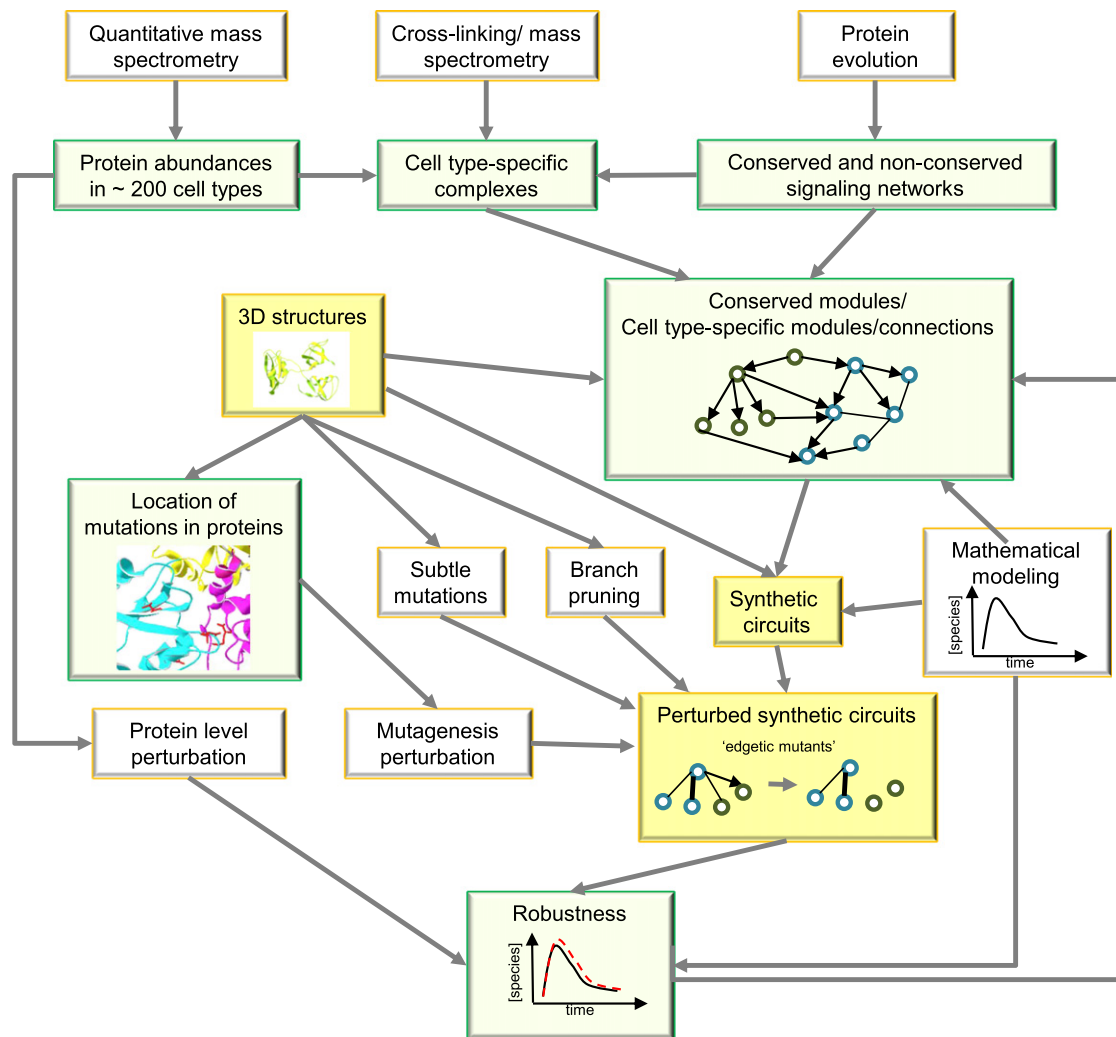 Quantitative mass
spectrometry
Cross-linking/ mass
spectrometry
Protein
evolution
Protein abundances
in ~ 200 cell types
Cell type-specific
complexes
Conserved and non-conserved
signaling networks
3D structures
Conserved modules/
Cell type-specific modules/connections
Location of
mutations in proteins
Subtle
mutations
Branch
pruning
Synthetic
circuits
Mathematical
modeling
[species]
time
Protein level
perturbation
Mutagenesis
perturbation
Perturbed synthetic circuits
‘edgetic mutants’
Robustness
[species]
time